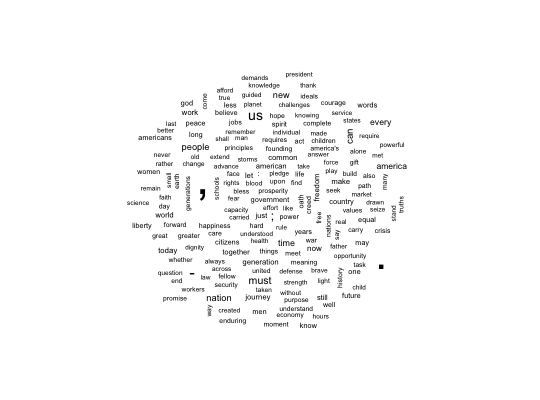 president
demands
knowledge thank
afford
god come true guided new ideals
less planet challenges courage words
work believe us hope knowing service
last peace jobs spirit complete states every
better remember individual made can require
americans long shall man requires act children
people principles founding america's alone powerful
never old extend storms common answer met
rather change advance american take force gift america
women small earth face let : pledge life play build also
rights blood upon find make path many
remain generations , schools bless prosperity freedom seek market
faith fear government oath creed country drawn
science day capacity effort like values seize stand truths
world carried just ; power free real equal
liberty forward happiness hard rule nations say carry crisis
great greater care understood years
today dignity citizens health time war now father may
together things meet opportunity
whether always generation meaning task .
question - across united defense brave history one
end law fellow must strength light child
workers security taken without future
promise nation journey purpose still
way created men understand well
enduring economy hours
moment know